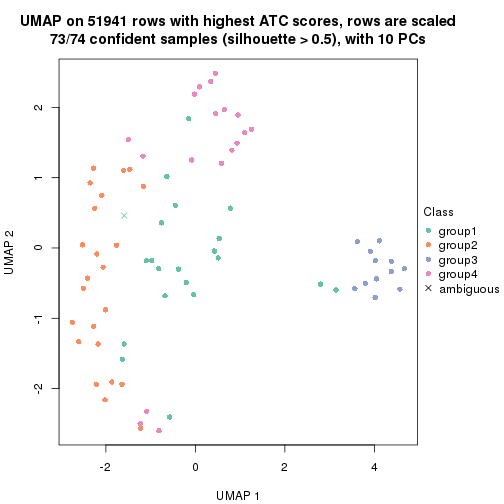 UMAP on 51941 rows with highest ATC scores, rows are scaled
73/74 confident samples (silhouette > 0.5), with 10 PCs
2
1
0
-1
-2
UMAP 2
-2
0
2
4
UMAP 1
Class
group1
group2
group3
group4
ambiguous